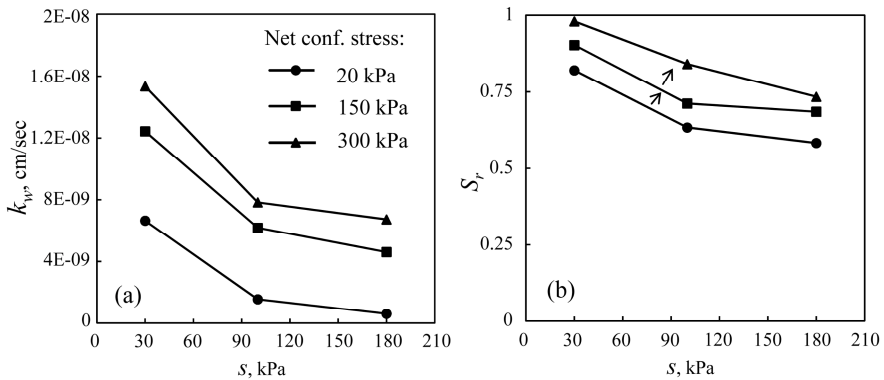 2E-08
1.6E-08
1.2E-08
8E-09
4E-09
0
k_w, cm/sec
Net conf. stress:
20 kPa
150 kPa
300 kPa
(a)
0 30 60 90 120 150 180 210
s, kPa
1
0.75
0.5
0.25
0
S_r
(b)
0 30 60 90 120 150 180 210
s, kPa